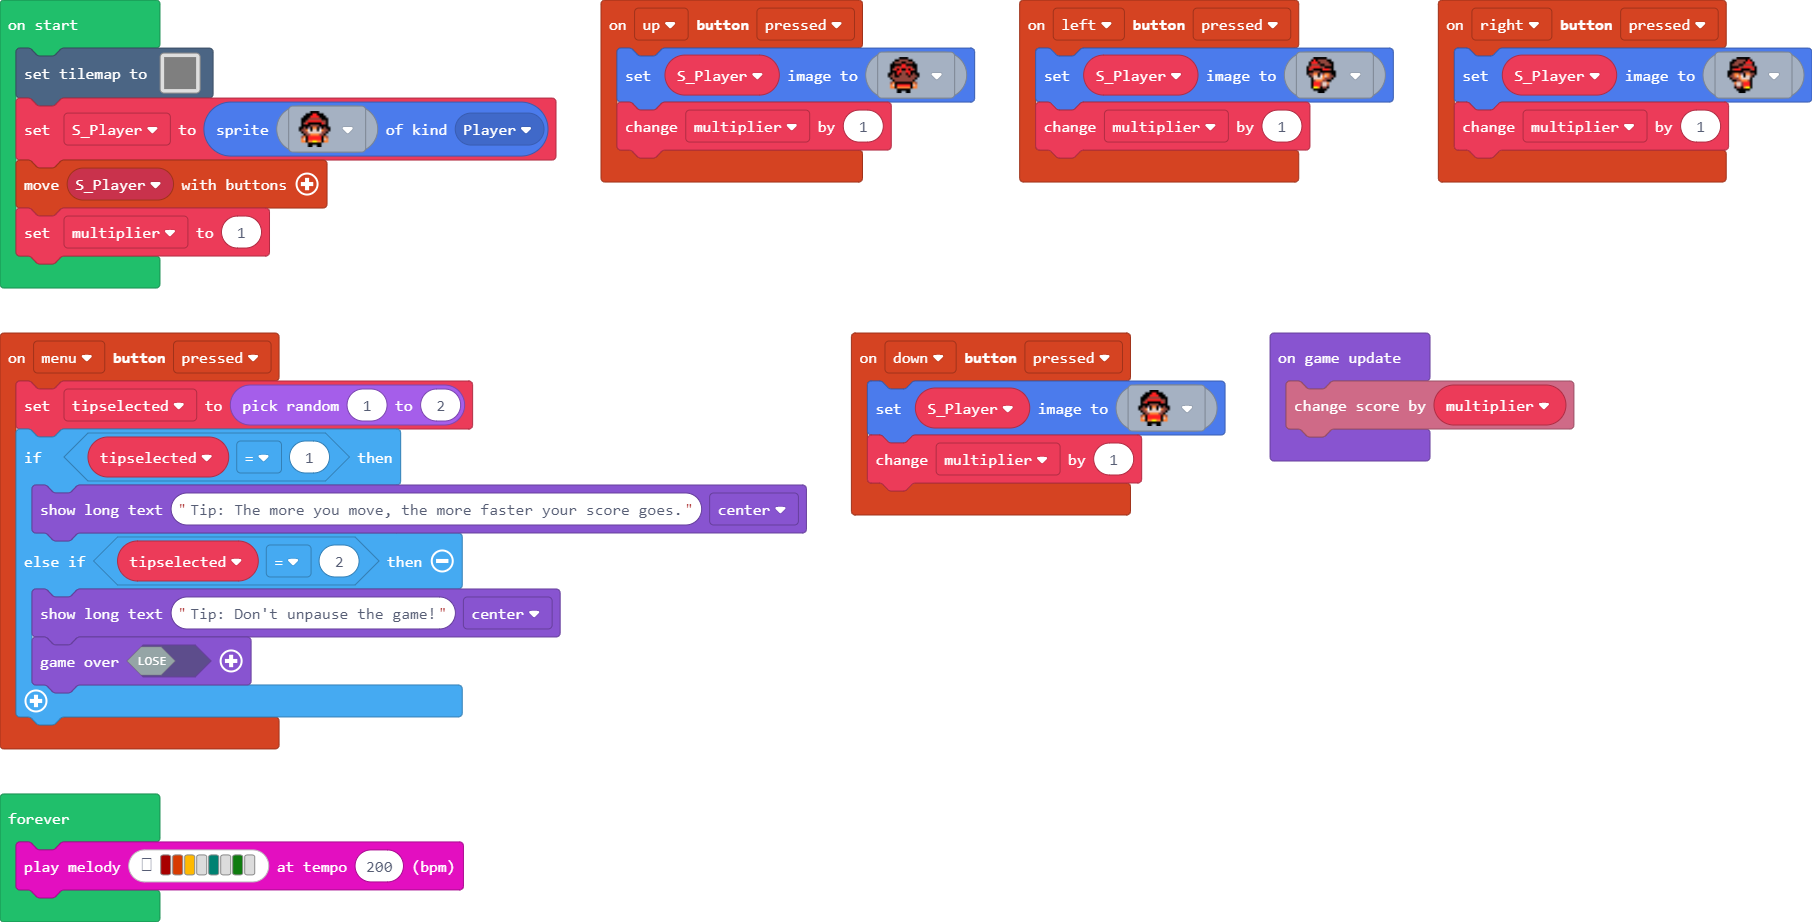 on start
set tilemap to
set S_Player to sprite of kind Player
move S_Player with buttons
set multiplier to 1
on up button pressed
set S_Player image to
change multiplier by 1
on left button pressed
set S_Player image to
change multiplier by 1
on right button pressed
set S_Player image to
change multiplier by 1
on menu button pressed
set tipselected to pick random 1 to 2
if tipselected = 1 then
show long text "Tip: The more you move, the more faster your score goes." center
else if tipselected = 2 then
show long text "Tip: Don't unpause the game!" center
game over LOSE
on down button pressed
set S_Player image to
change multiplier by 1
on game update
change score by multiplier
forever
play melody at tempo 200 (bpm)